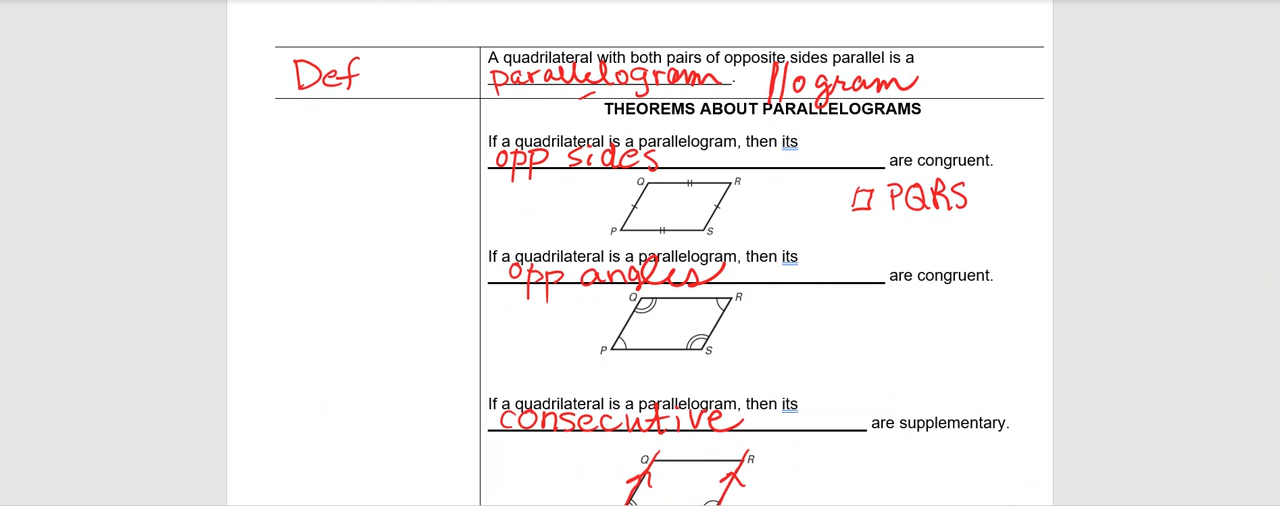 Def
A quadrilateral with both pairs of opposite sides parallel is a
parallelogram. //ogram
THEOREMS ABOUT PARALLELOGRAMS
If a quadrilateral is a parallelogram, then its
opp sides are congruent.
Q R
▱ PQRS
P S
If a quadrilateral is a parallelogram, then its
opp angles are congruent.
Q R
P S
If a quadrilateral is a parallelogram, then its
consecutive are supplementary.
Q R